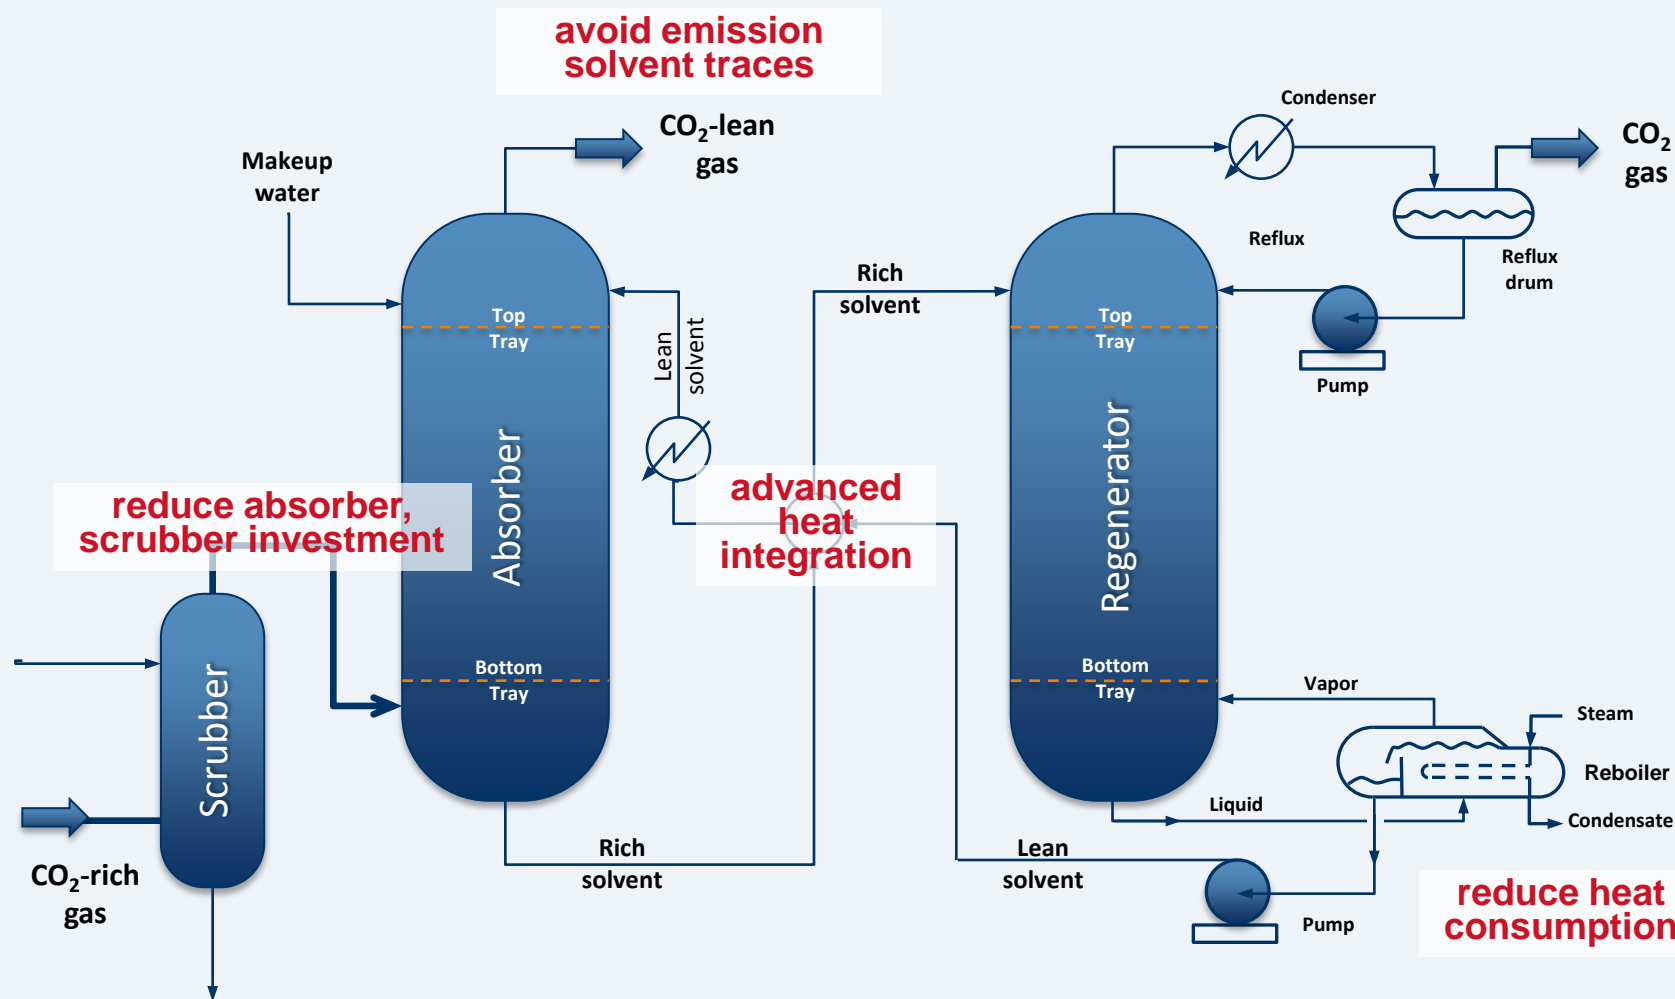 avoid emission
solvent traces
CO₂-lean
gas
Makeup
water
Condenser
CO₂
gas
Reflux
Reflux
drum
Rich
solvent
Top
Tray
Lean
solvent
Top
Tray
Pump
Absorber
Regenerator
reduce absorber,
scrubber investment
advanced
heat
integration
Scrubber
Bottom
Tray
Bottom
Tray
Vapor
Steam
Reboiler
Liquid
Condensate
CO₂-rich
gas
Rich
solvent
Lean
solvent
Pump
reduce heat
consumption